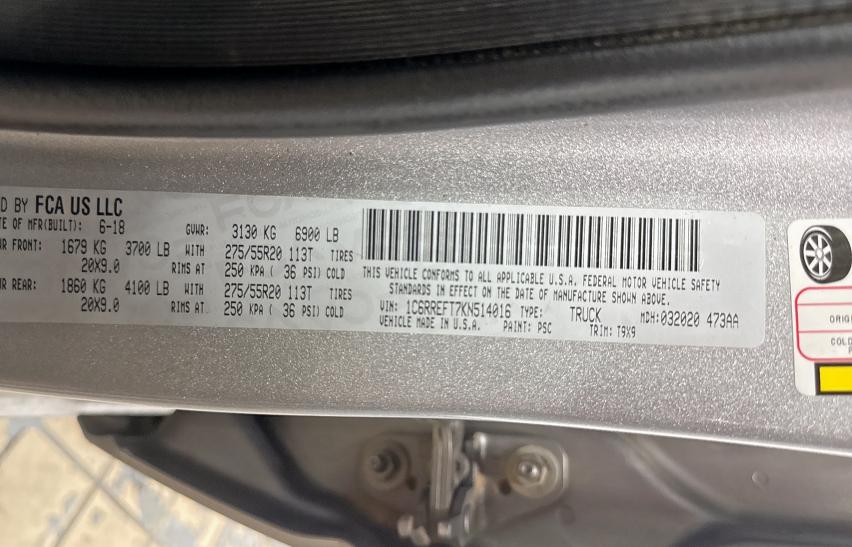 D BY FCA US LLC
TE OF MFR(BUILT): 6-18 GVWR: 3130 KG 6900 LB
WR FRONT: 1679 KG 3700 LB WITH 275/55R20 113T TIRES
20X9.0 RIMS AT 250 KPA ( 36 PSI) COLD
WR REAR: 1860 KG 4100 LB WITH 275/55R20 113T TIRES
20X9.0 RIMS AT 250 KPA ( 36 PSI) COLD
THIS VEHICLE CONFORMS TO ALL APPLICABLE U.S.A. FEDERAL MOTOR VEHICLE SAFETY
STANDARDS IN EFFECT ON THE DATE OF MANUFACTURE SHOWN ABOVE.
VIN: 1C6RREFT7KN514016 TYPE: TRUCK MDH:032020 473AA
VEHICLE MADE IN U.S.A. PAINT: PSC TRIM: T9X9
ORIGI
COLD